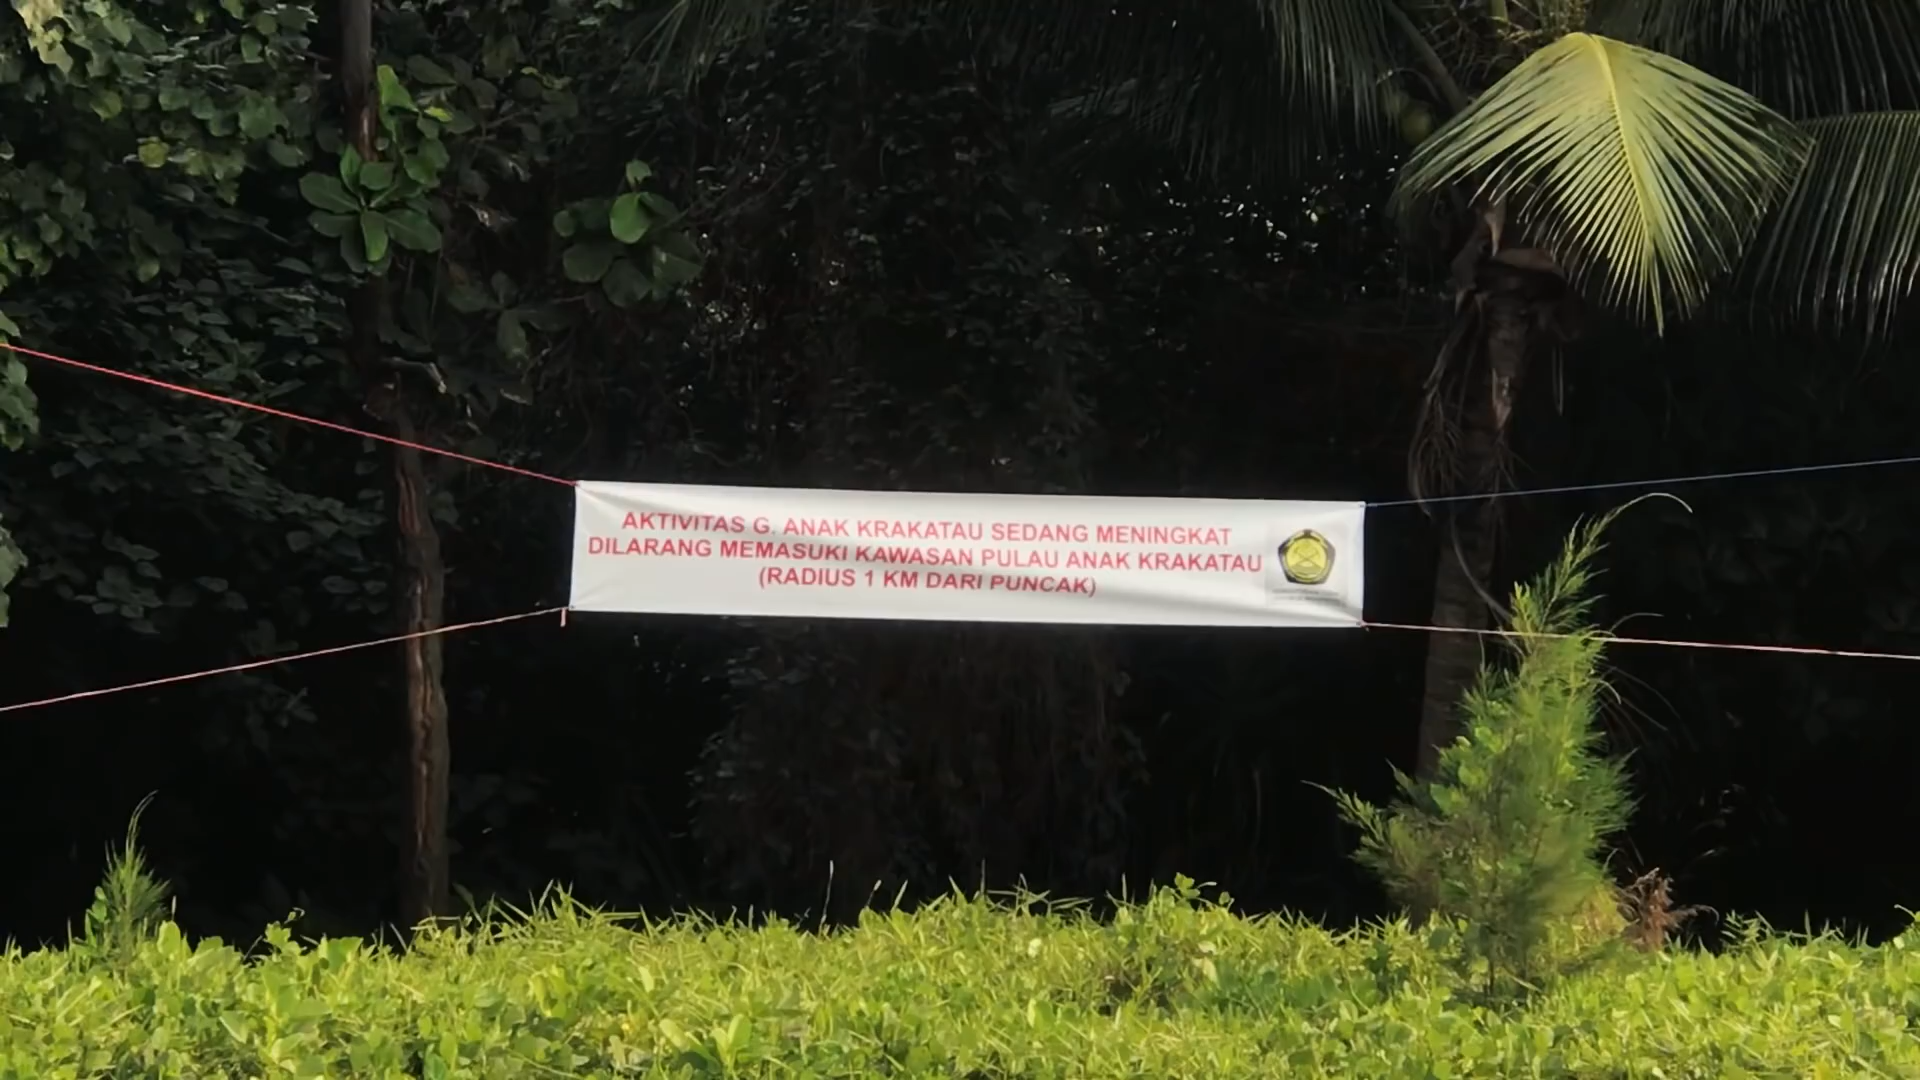 AKTIVITAS G. ANAK KRAKATAU SEDANG MENINGKAT
DILARANG MEMASUKI KAWASAN PULAU ANAK KRAKATAU
(RADIUS 1 KM DARI PUNCAK)